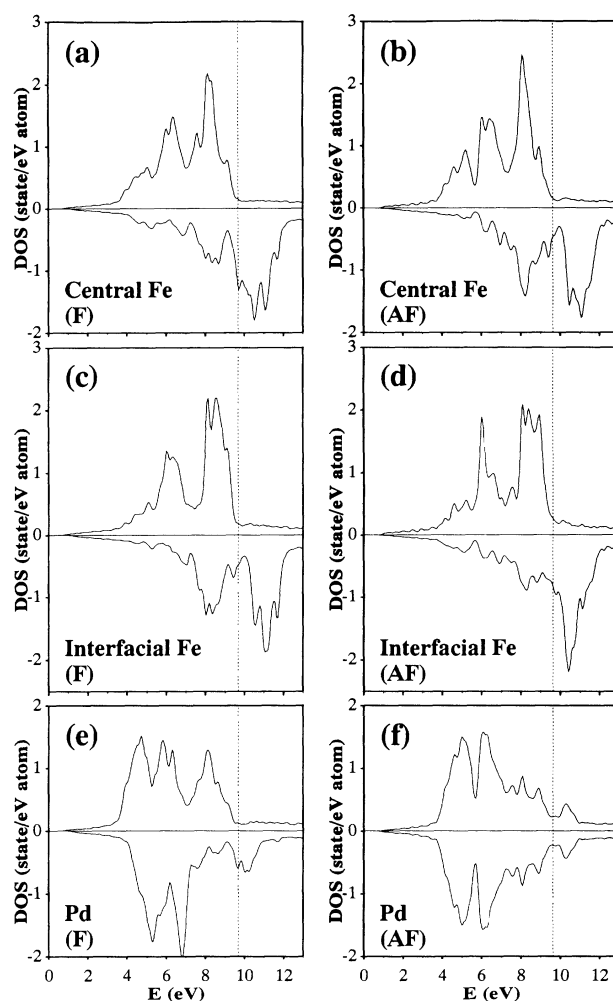 (a)
3
2
1
0
-1
-2
DOS (state/eV atom)
Central Fe
(F)
(b)
3
2
1
0
-1
-2
DOS (state/eV atom)
Central Fe
(AF)
(c)
3
2
1
0
-1
-2
DOS (state/eV atom)
Interfacial Fe
(F)
(d)
3
2
1
0
-1
-2
DOS (state/eV atom)
Interfacial Fe
(AF)
(e)
2
1
0
-1
-2
DOS (state/eV atom)
Pd
(F)
0 2 4 6 8 10 12
E (eV)
(f)
2
1
0
-1
-2
DOS (state/eV atom)
Pd
(AF)
0 2 4 6 8 10 12
E (eV)